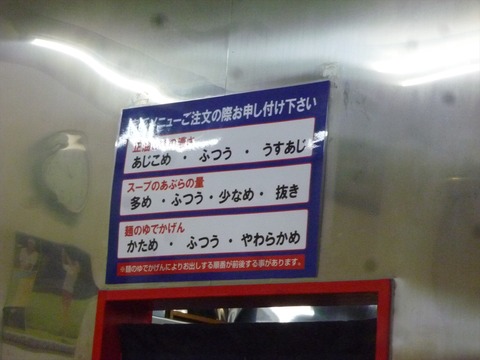 メニューご注文の際お申し付け下さい
あじこめ ・ ふつう ・ うすあじ
スープのあぶらの量
多め ・ ふつう ・ 少なめ ・ 抜き
麺のゆでかげん
かため ・ ふつう ・ やわらかめ
※麺のゆでかげんによりお出しする順番が前後する事があります。